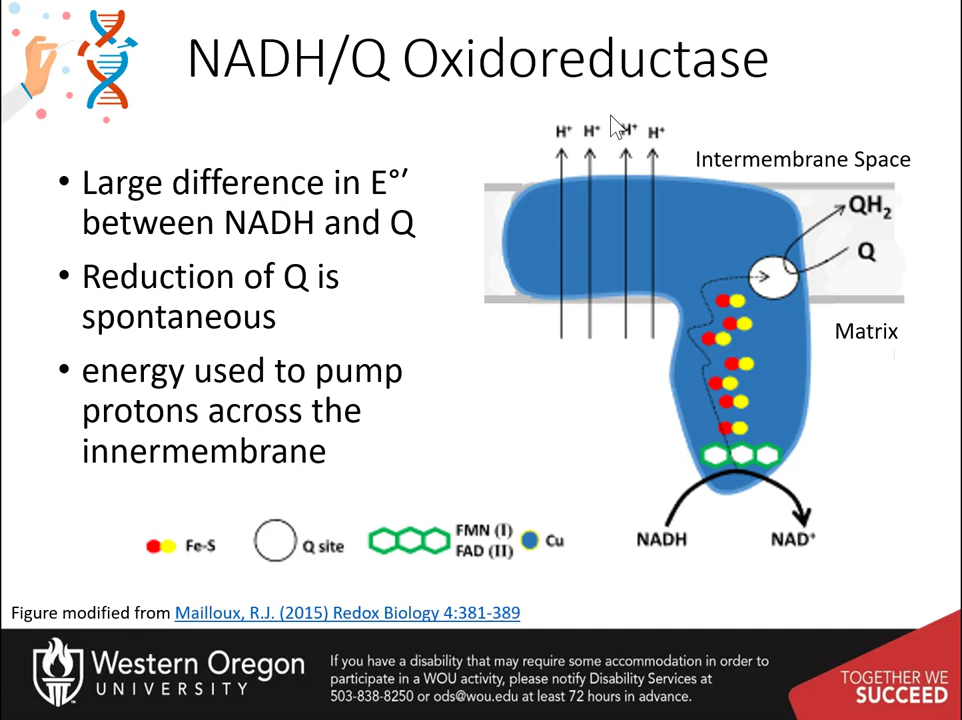 NADH/Q Oxidoreductase
• Large difference in E°′
between NADH and Q
• Reduction of Q is
spontaneous
• energy used to pump
protons across the
innermembrane
H⁺ H⁺ H⁺ H⁺
Intermembrane Space
QH₂
Q
Matrix
NADH
NAD⁺
Fe-S
Q site
FMN (I)
FAD (II)
Cu
Figure modified from Mailloux, R.J. (2015) Redox Biology 4:381-389
Western Oregon
UNIVERSITY
If you have a disability that may require some accommodation in order to
participate in a WOU activity, please notify Disability Services at
503-838-8250 or ods@wou.edu at least 72 hours in advance.
TOGETHER WE
SUCCEED